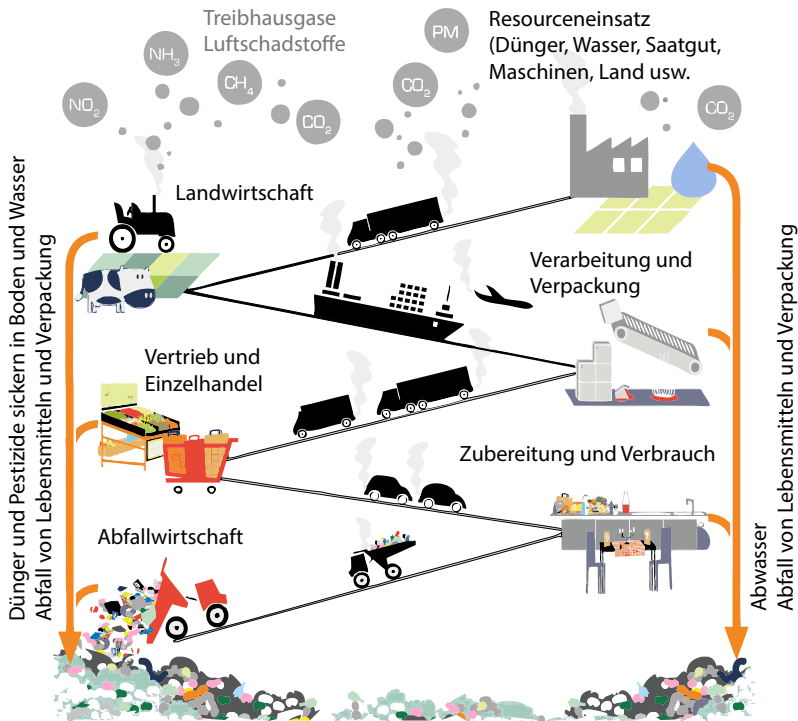 Treibhausgase
Luftschadstoffe
Resourceneinsatz
(Dünger, Wasser, Saatgut,
Maschinen, Land usw.
NO₂
NH₃
CH₄
CO₂
CO₂
PM
CO₂
Landwirtschaft
Verarbeitung und
Verpackung
Vertrieb und
Einzelhandel
Zubereitung und Verbrauch
Abfallwirtschaft
Dünger und Pestizide sickern in Boden und Wasser
Abfall von Lebensmitteln und Verpackung
Abwasser
Abfall von Lebensmitteln und Verpackung